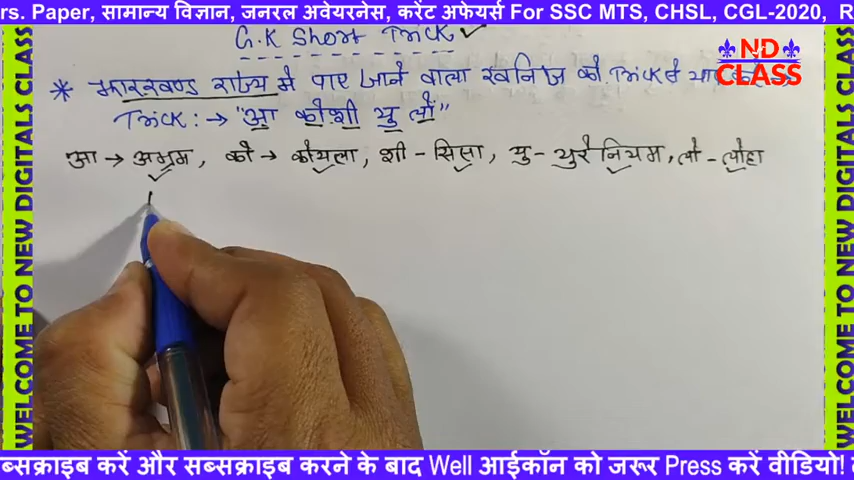 rs. Paper, सामान्य विज्ञान, जनरल अवेयरनेस, करेंट अफेयर्स For SSC MTS, CHSL, CGL-2020, R
G.K Short Trick
ND CLASS
* झारखण्ड राज्य मे पाए जाने वाला खनिज को Trick से
Trick :→ "आ को शी यु लो"
आ → अभ्रम, को → कोयला, शी - सिसा, यु - युरेनियम, लो - लोहा
WELCOME TO NEW DIGITALS CLASS
WELCOME TO NEW DIGITALS CLASS
ब्सक्राइब करें और सब्सक्राइब करने के बाद Well आईकॉन को जरूर Press करें वीडियो!